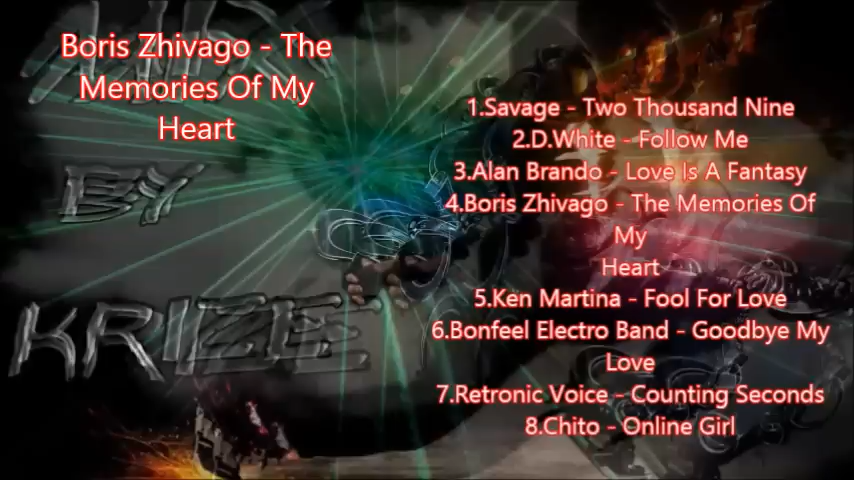 Boris Zhivago - The
Memories Of My
Heart
MIX
BY
KRIZE
1.Savage - Two Thousand Nine
2.D.White - Follow Me
3.Alan Brando - Love Is A Fantasy
4.Boris Zhivago - The Memories Of
My
Heart
5.Ken Martina - Fool For Love
6.Bonfeel Electro Band - Goodbye My
Love
7.Retronic Voice - Counting Seconds
8.Chito - Online Girl